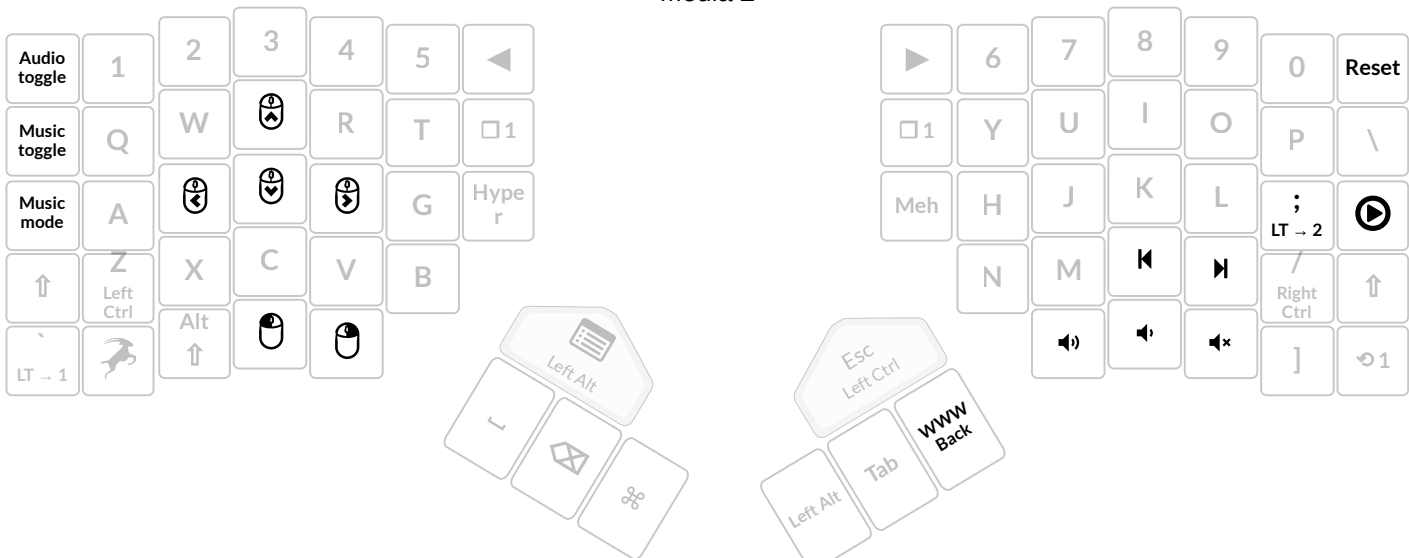 Media 2
Audio
toggle
1
2
3
4
5
6
7
8
9
0
Reset
Music
toggle
Q
W
R
T
1
1
Y
U
I
O
P
\
Music
mode
A
G
Hype
r
Meh
H
J
K
L
;
LT → 2
Z
Left
Ctrl
X
C
V
B
N
M
/
Right
Ctrl
`
LT → 1
Alt
]
1
Left Alt
Esc
Left Ctrl
[
WWW
Back
Tab
Left Alt